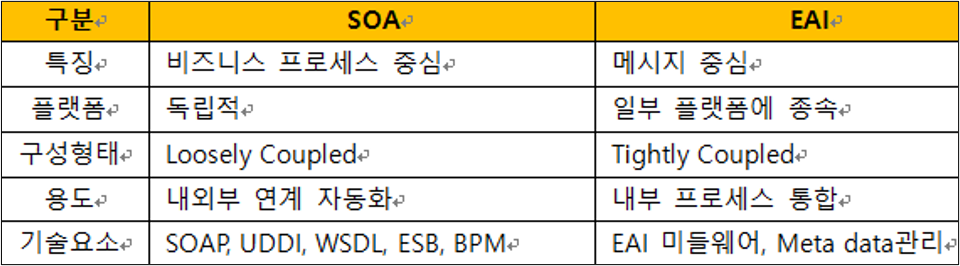 구분 SOA EAI
특징 비즈니스 프로세스 중심 메시지 중심
플랫폼 독립적 일부 플랫폼에 종속
구성형태 Loosely Coupled Tightly Coupled
용도 내외부 연계 자동화 내부 프로세스 통합
기술요소 SOAP, UDDI, WSDL, ESB, BPM EAI 미들웨어, Meta data관리